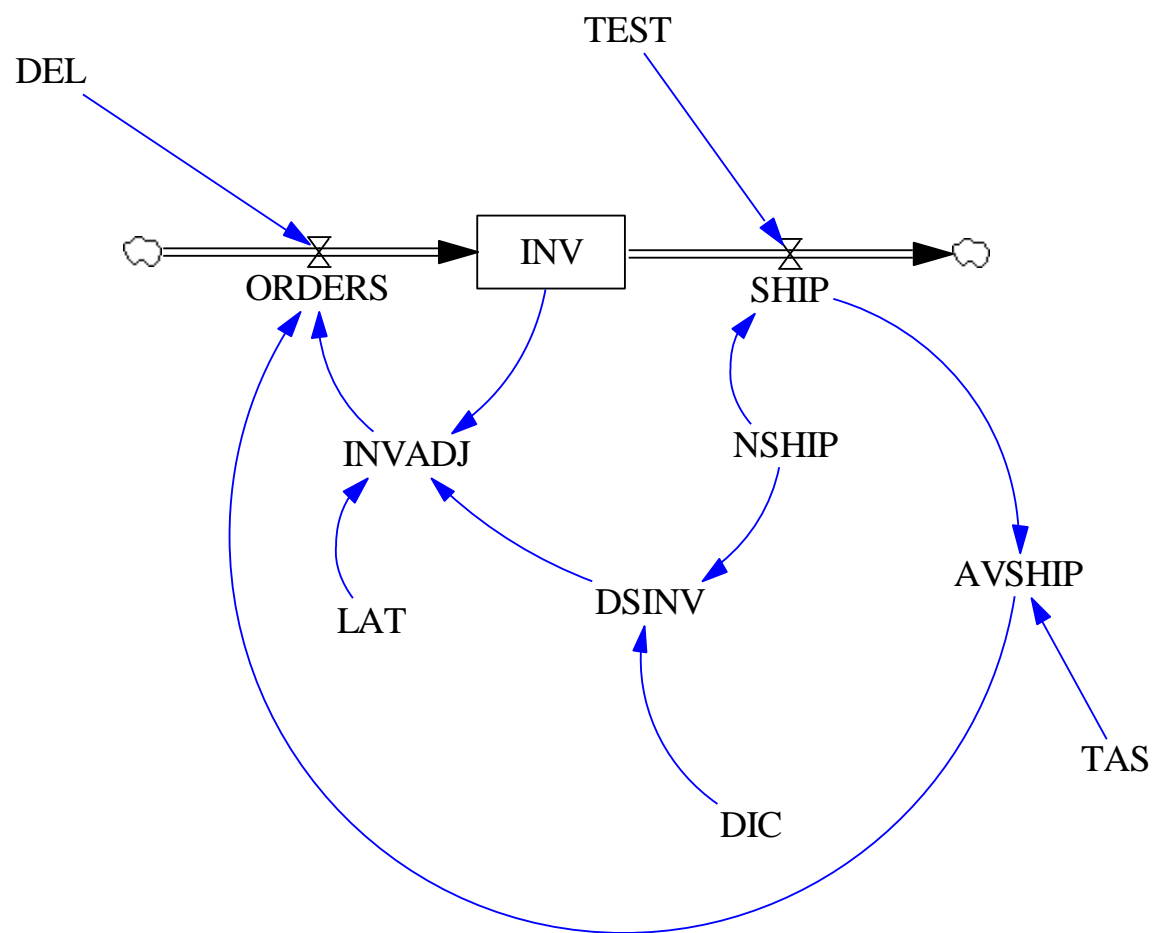 TEST
DEL
INV
ORDERS
SHIP
INVADJ
NSHIP
AVSHIP
DSINV
LAT
TAS
DIC